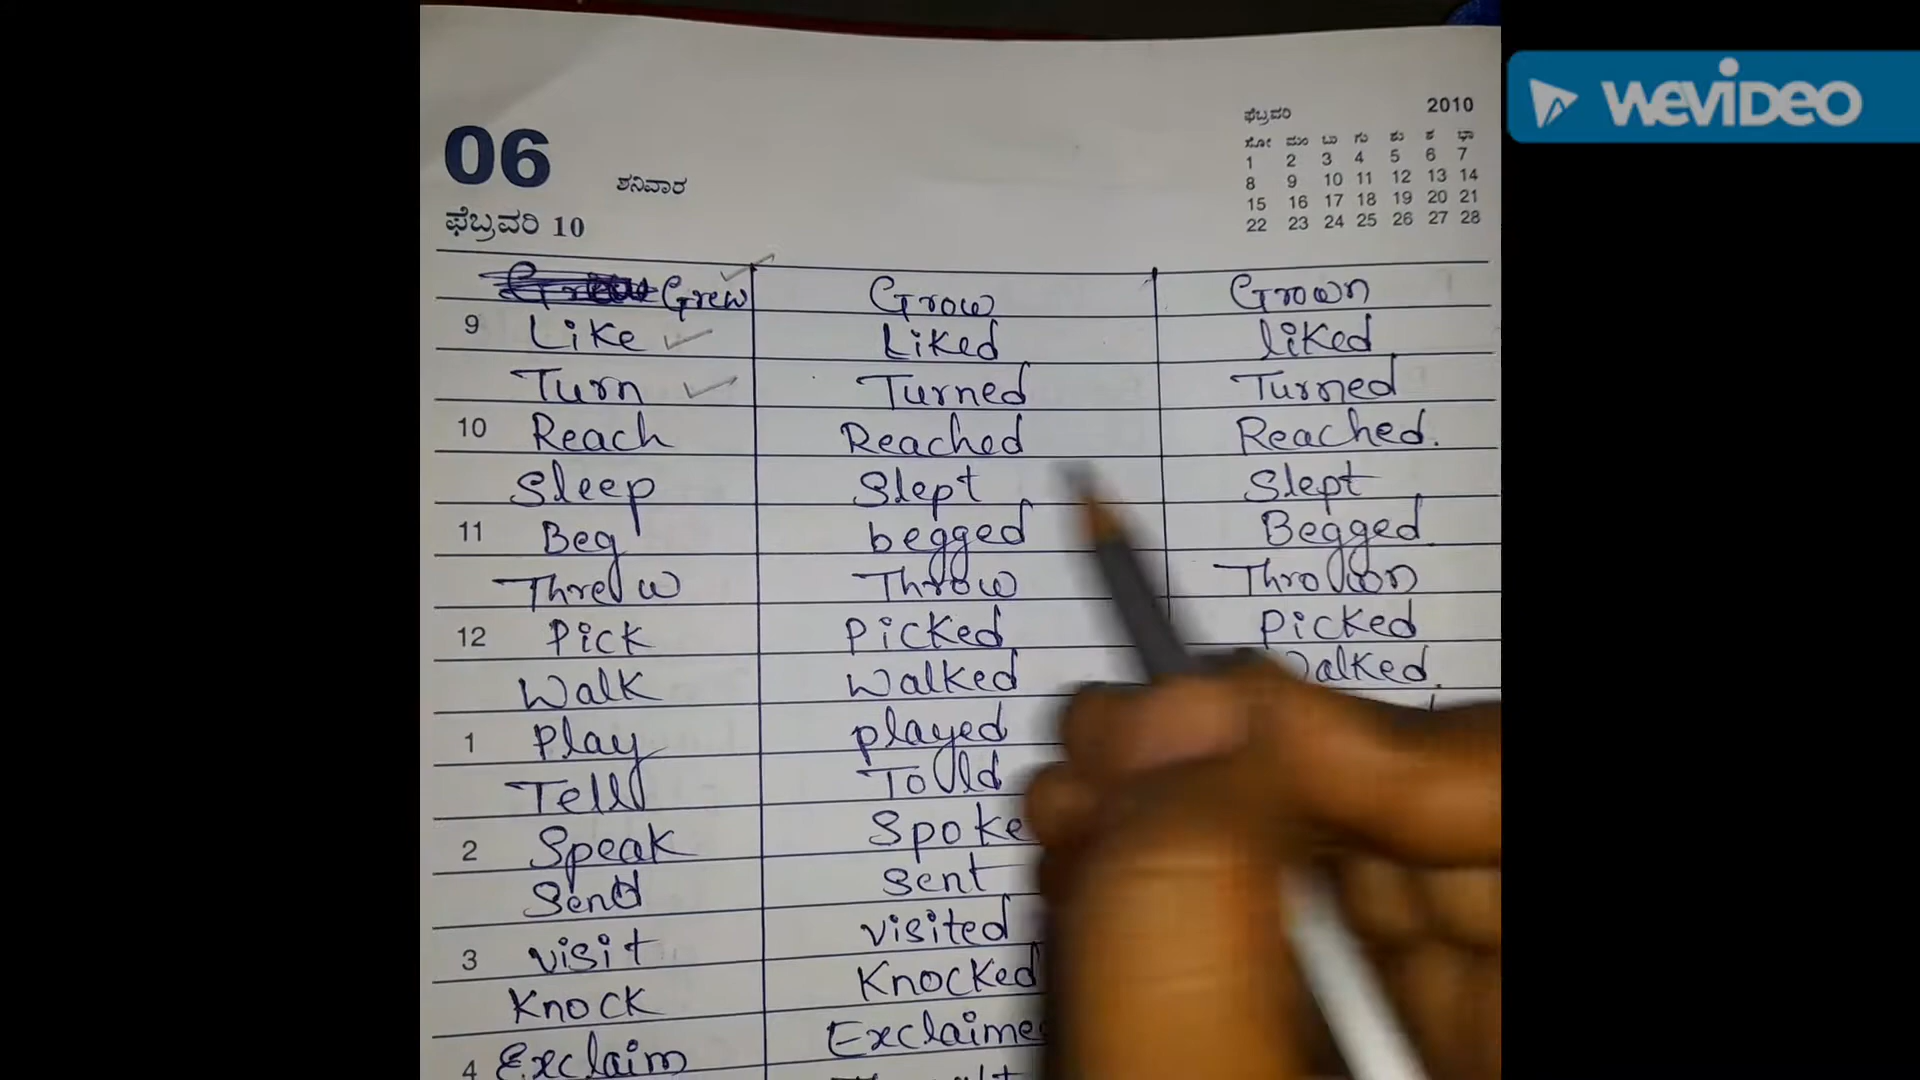 WEVIDEO
ಫೆಬ್ರವರಿ 2010
ಸೋ ಮಂ ಬು ಗು ಶು ಶ ಭಾ
1 2 3 4 5 6 7
8 9 10 11 12 13 14
15 16 17 18 19 20 21
22 23 24 25 26 27 28
06 ಶನಿವಾರ
ಫೆಬ್ರವರಿ 10
Grew Grow Grown
9 Like Liked liked
Turn Turned Turned
10 Reach Reached Reached.
Sleep Slept Slept
11 Beg begged Begged
Threw Throw Thrown
12 Pick Picked Picked
Walk Walked Walked
1 Play played
Tell Tould
2 Speak Spoke
Send Sent
3 visit visited
Knock Knocked
4 Exclaim Exclaimed